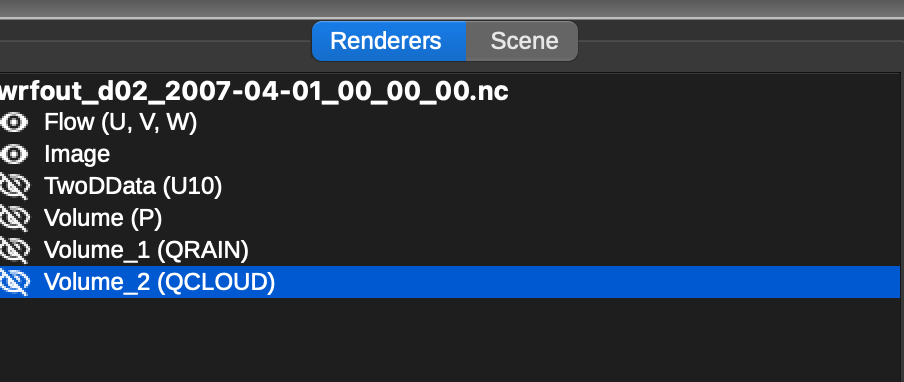 Renderers Scene
wrfout_d02_2007-04-01_00_00_00.nc
Flow (U, V, W)
Image
TwoDData (U10)
Volume (P)
Volume_1 (QRAIN)
Volume_2 (QCLOUD)